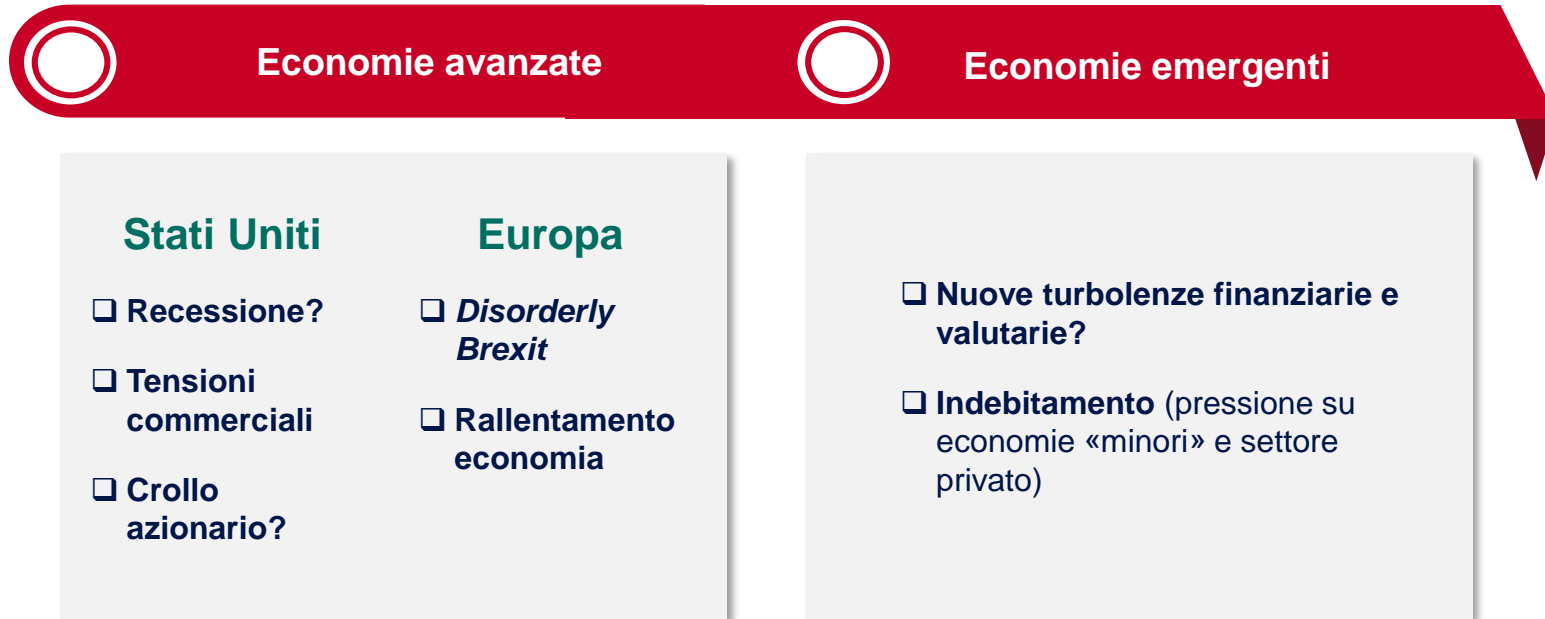 Economie avanzate
Economie emergenti
Stati Uniti
❑ Recessione?
❑ Tensioni
commerciali
❑ Crollo
azionario?
Europa
❑ Disorderly
Brexit
❑ Rallentamento
economia
❑ Nuove turbolenze finanziarie e
valutarie?
❑ Indebitamento (pressione su
economie «minori» e settore
privato)